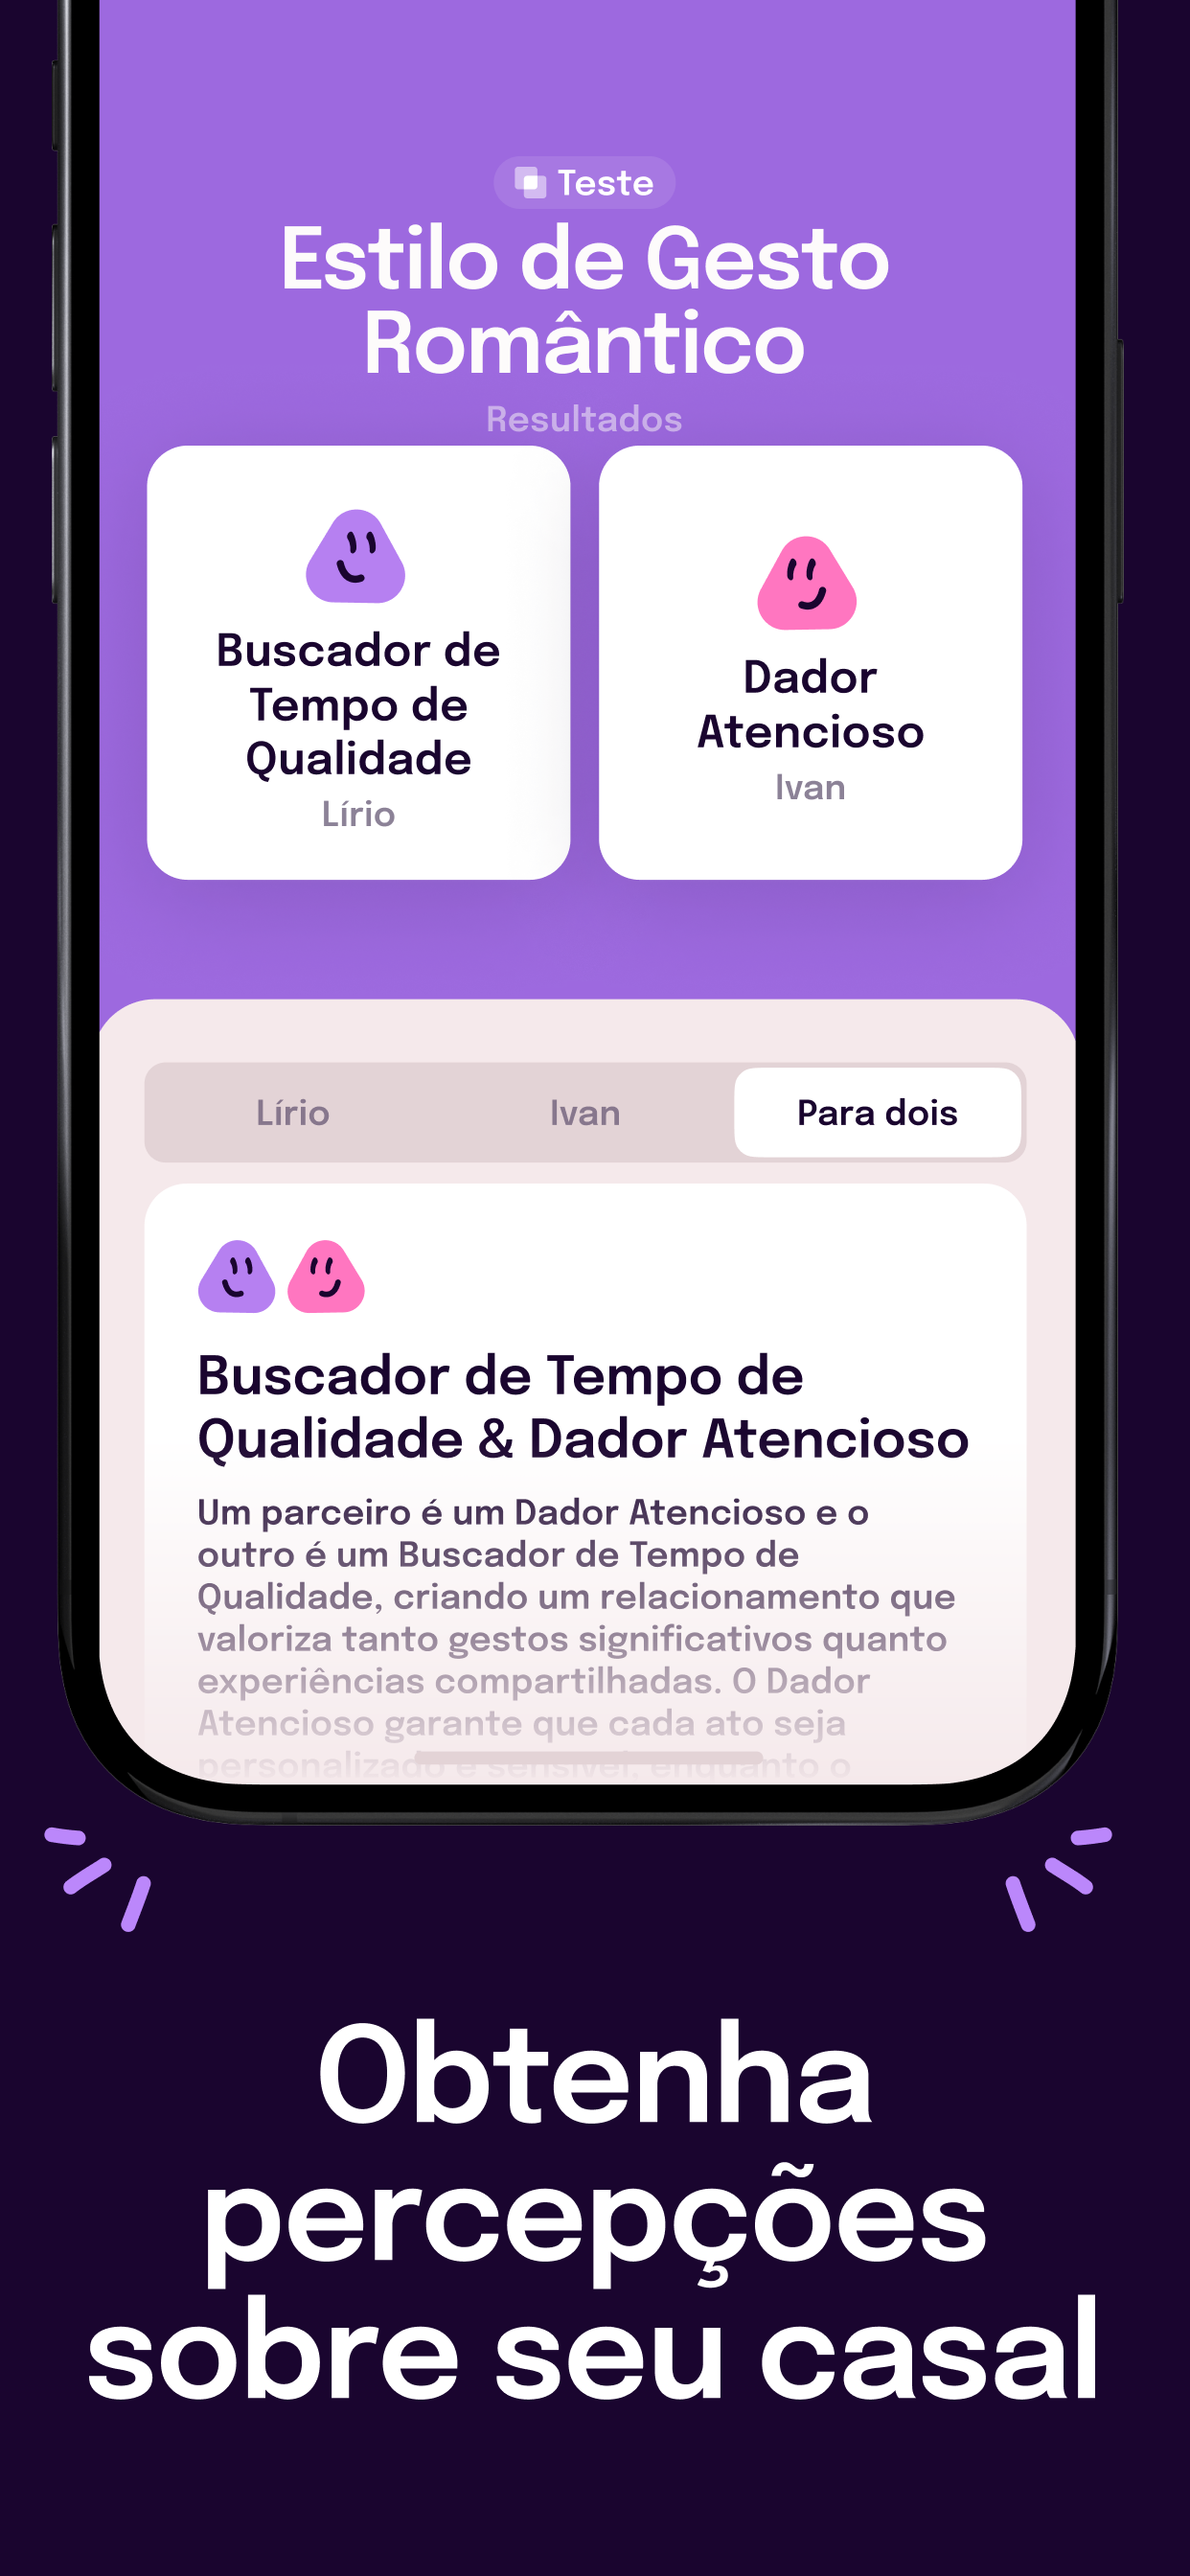 Teste
Estilo de Gesto
Romântico
Resultados
Buscador de
Tempo de
Qualidade
Lírio
Dador
Atencioso
Ivan
Lírio
Ivan
Para dois
Buscador de Tempo de
Qualidade & Dador Atencioso
Um parceiro é um Dador Atencioso e o
outro é um Buscador de Tempo de
Qualidade, criando um relacionamento que
valoriza tanto gestos significativos quanto
experiências compartilhadas. O Dador
Atencioso garante que cada ato seja
personalizado e sensível, enquanto o
Obtenha
percepções
sobre seu casal